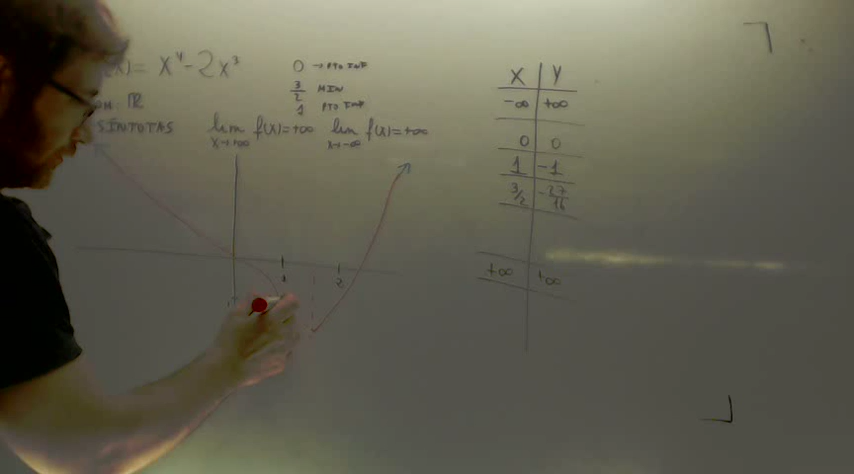 (x) = x⁴ - 2x³
0 → PTO INF
3/2 MIN
1 PTO INF
OM ℝ
SINTOTAS lim x→+∞ f(x)=+∞ lim x→-∞ f(x)=+∞
X Y
-∞ +∞
0 0
1 -1
3/2 -27/16
+∞ +∞
1 2